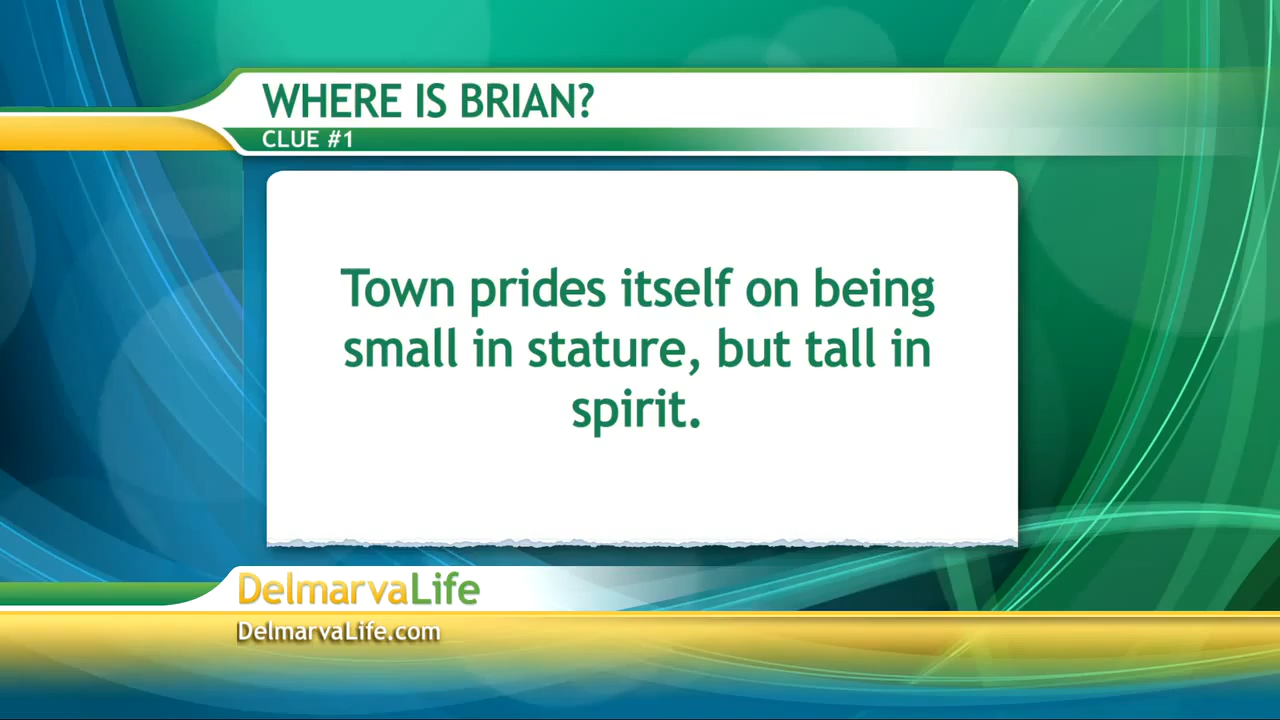 WHERE IS BRIAN?
CLUE #1
Town prides itself on being
small in stature, but tall in
spirit.
DelmarvaLife
DelmarvaLife.com